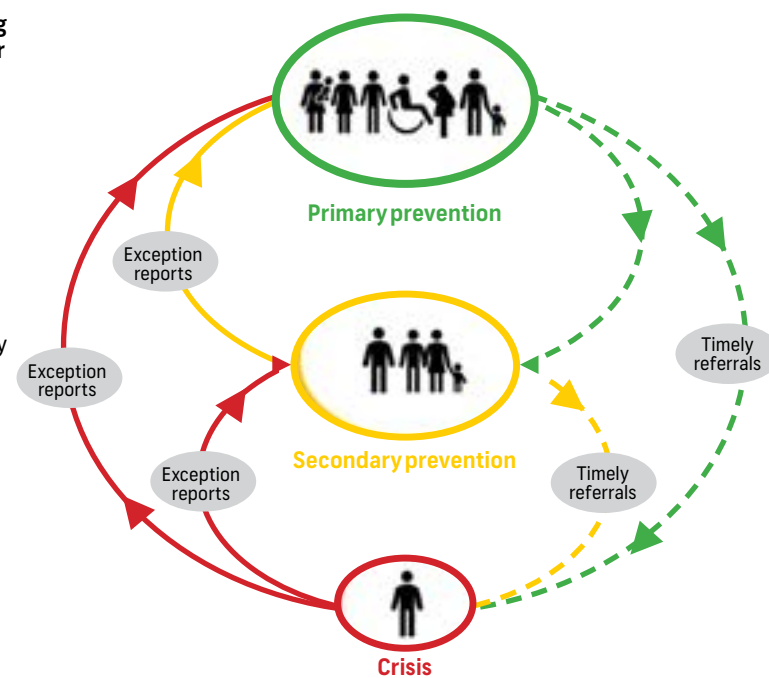 g
r
Primary prevention
Exception
reports
y
Timely
referrals
Exception
reports
Secondary prevention
Exception
reports
Timely
referrals
Crisis